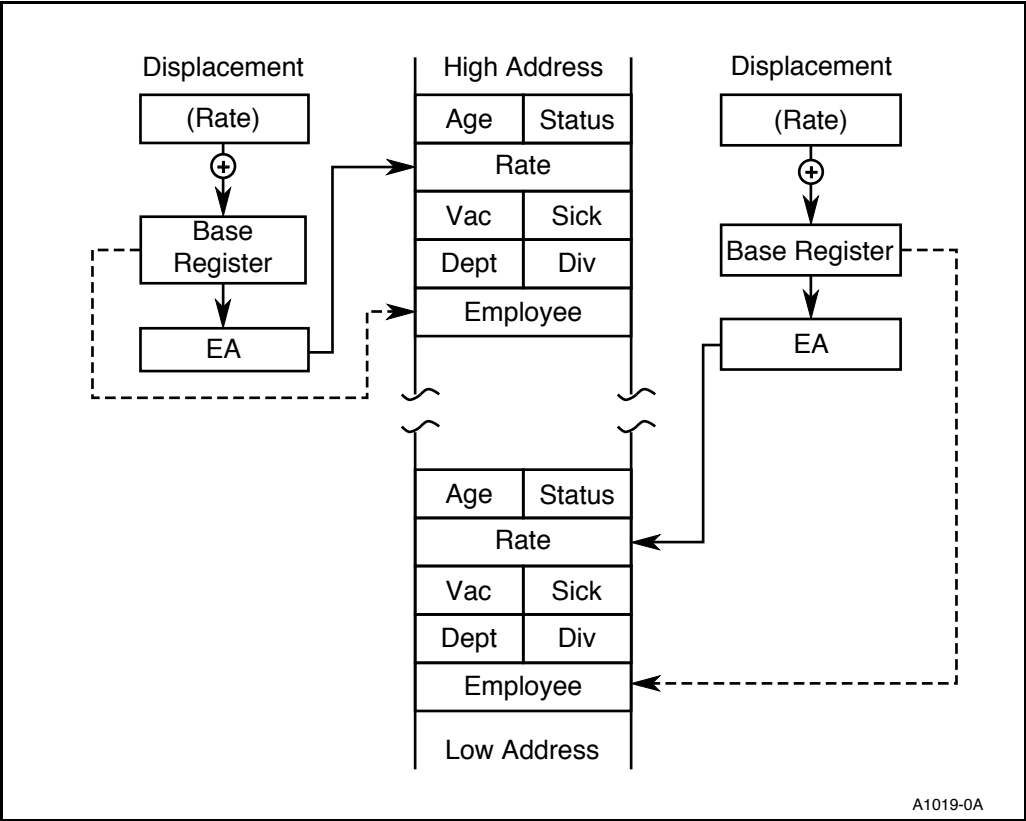 Displacement High Address Displacement
(Rate) Age Status (Rate)
+ Rate +
Base Register Vac Sick Base Register
Dept Div
EA Employee EA
Age Status
Rate
Vac Sick
Dept Div
Employee
Low Address
A1019-0A